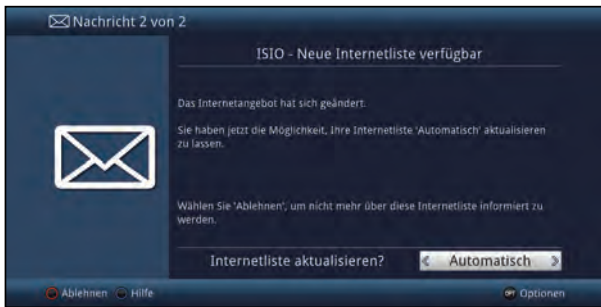 Nachricht 2 von 2
ISIO - Neue Internetliste verfügbar
Das Internetangebot hat sich geändert.
Sie haben jetzt die Möglichkeit, Ihre Internetliste 'Automatisch' aktualisieren
zu lassen.
Wählen Sie 'Ablehnen', um nicht mehr über diese Internetliste informiert zu
werden.
Internetliste aktualisieren? Automatisch
Ablehnen Hilfe OPT Optionen